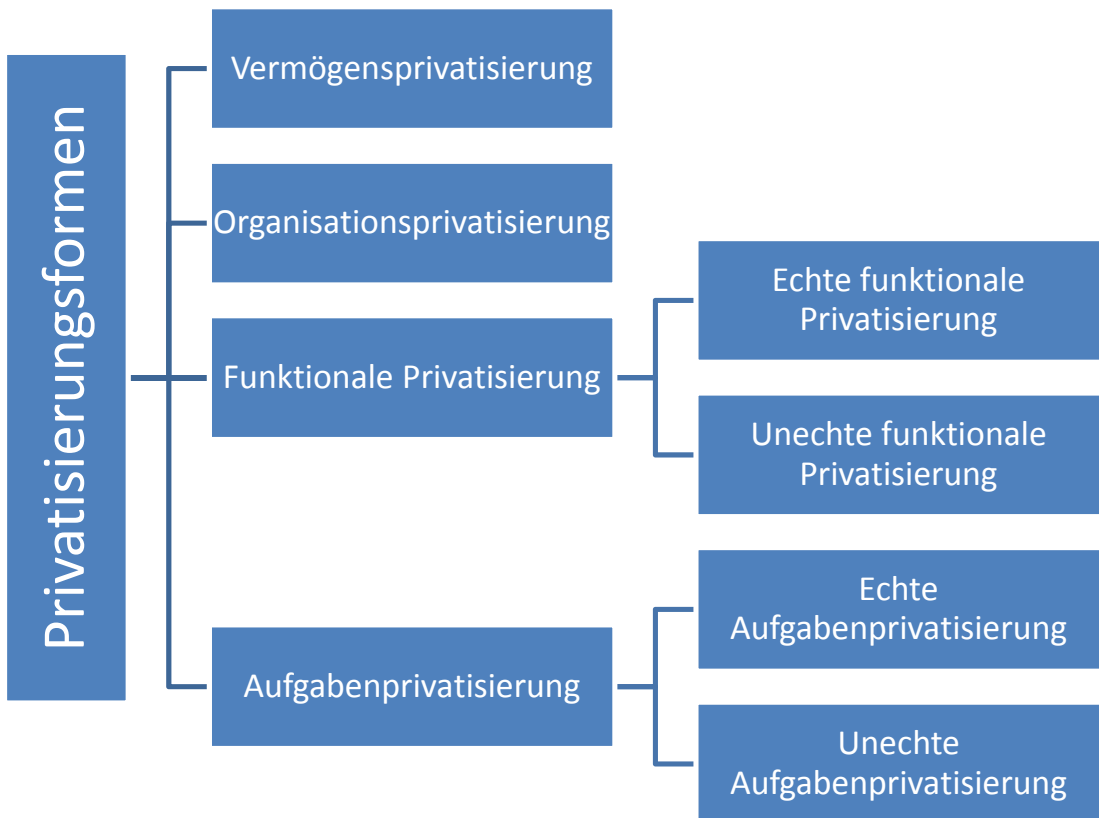 Privatisierungsformen
Vermögensprivatisierung
Organisationsprivatisierung
Funktionale Privatisierung
Echte funktionale
Privatisierung
Unechte funktionale
Privatisierung
Aufgabenprivatisierung
Echte
Aufgabenprivatisierung
Unechte
Aufgabenprivatisierung